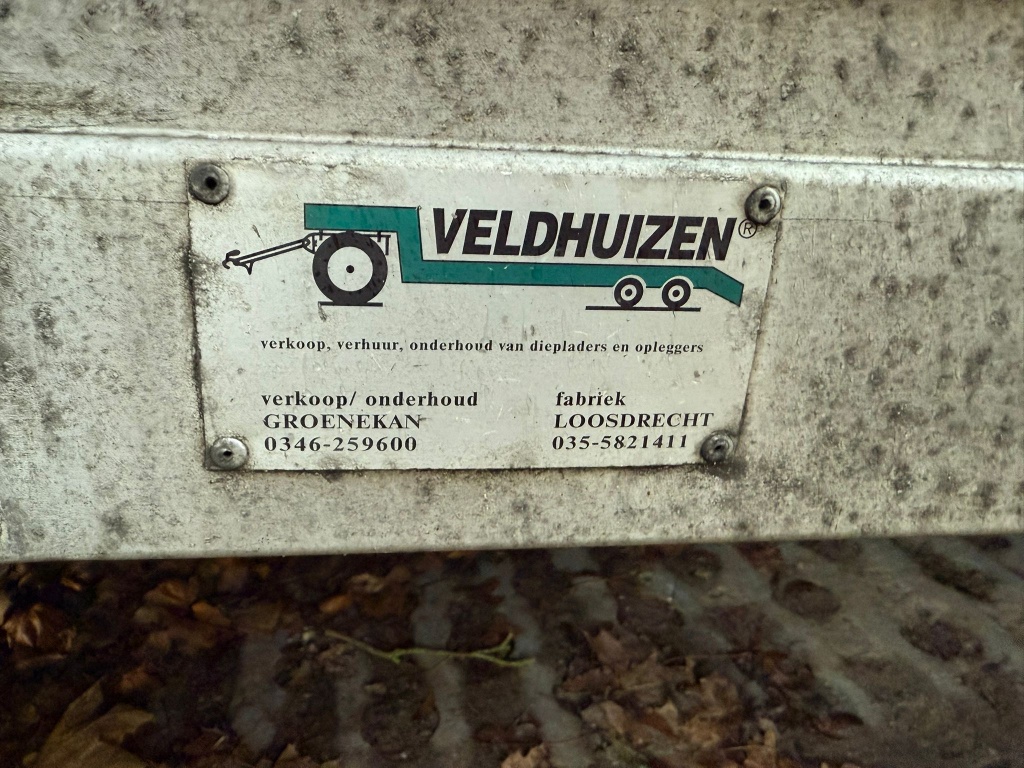 VELDHUIZEN®
verkoop, verhuur, onderhoud van diepladers en opleggers
verkoop/ onderhoud
GROENEKAN
0346-259600
fabriek
LOOSDRECHT
035-5821411